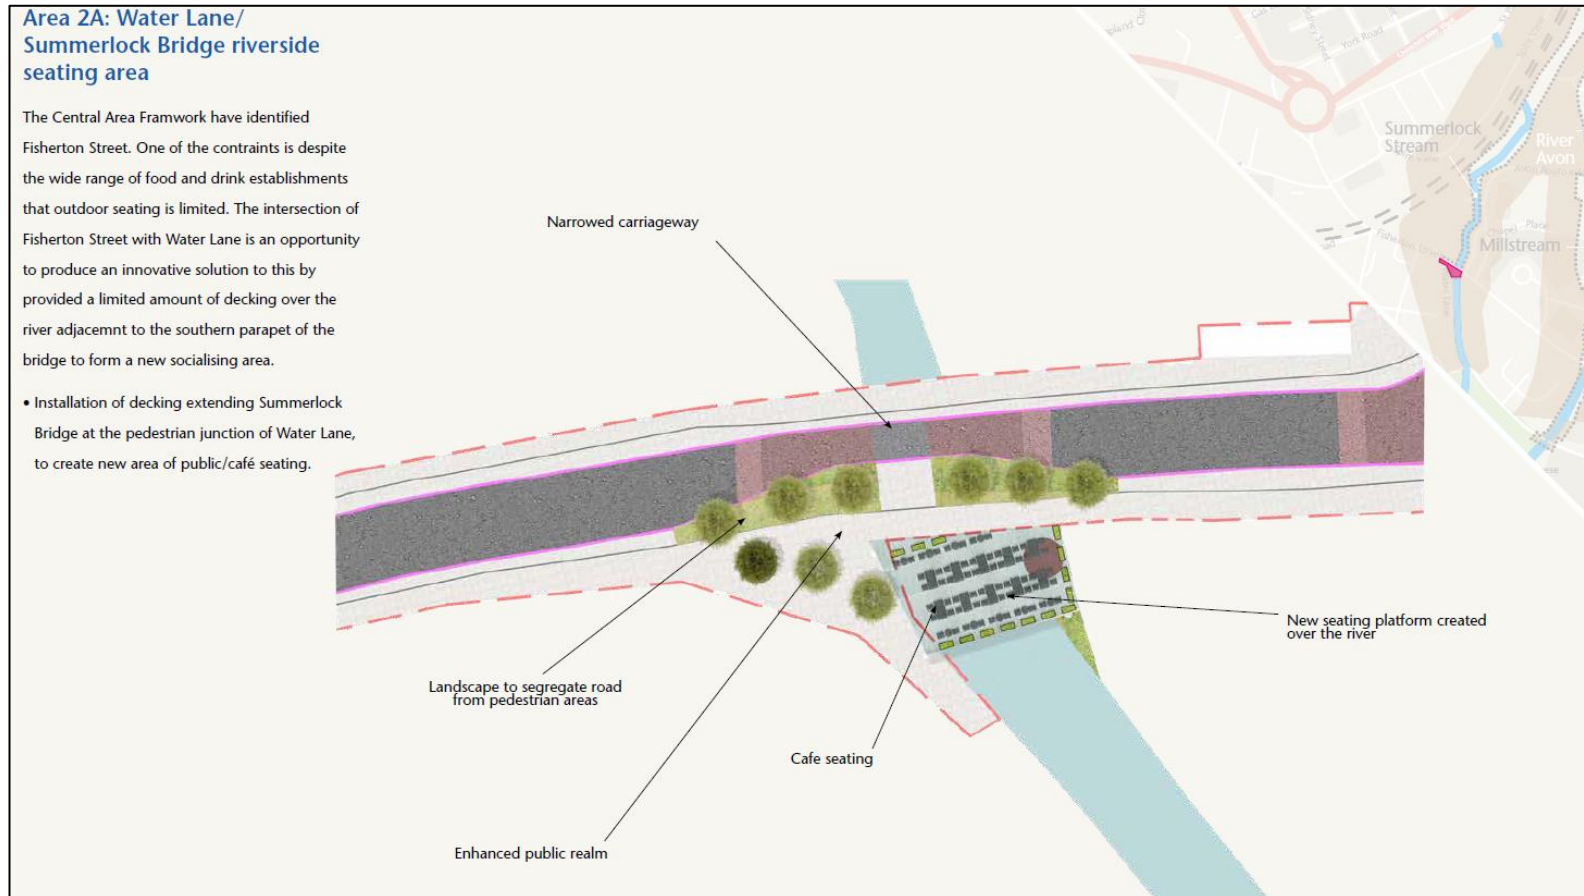 Area 2A: Water Lane/
Summerlock Bridge riverside
seating area
The Central Area Framwork have identified
Fisherton Street. One of the contraints is despite
the wide range of food and drink establishments
that outdoor seating is limited. The intersection of
Fisherton Street with Water Lane is an opportunity
to produce an innovative solution to this by
provided a limited amount of decking over the
river adjacemnt to the southern parapet of the
bridge to form a new socialising area.
• Installation of decking extending Summerlock
Bridge at the pedestrian junction of Water Lane,
to create new area of public/café seating.
Narrowed carriageway
Landscape to segregate road
from pedestrian areas
Cafe seating
Enhanced public realm
New seating platform created
over the river
York Road
Summerlock
Stream
River
Avon
Millstream